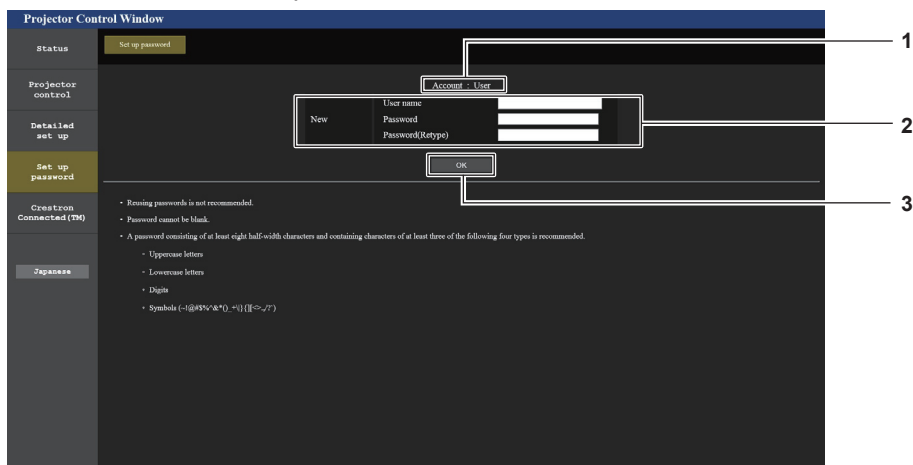 Projector Control Window
Status
Set up password
1
Projector
control
Account : User
User name
New
Password
2
Password(Retype)
Detailed
set up
OK
Set up
password
3
Crestron
Connected(TM)
• Reusing passwords is not recommended.
• Password cannot be blank.
• A password consisting of at least eight half-width characters and containing characters of at least three of the following four types is recommended.
• Uppercase letters
• Lowercase letters
• Digits
• Symbols (~!@#$%^&*()_+\|}{][<>.,/?`)
Japanese